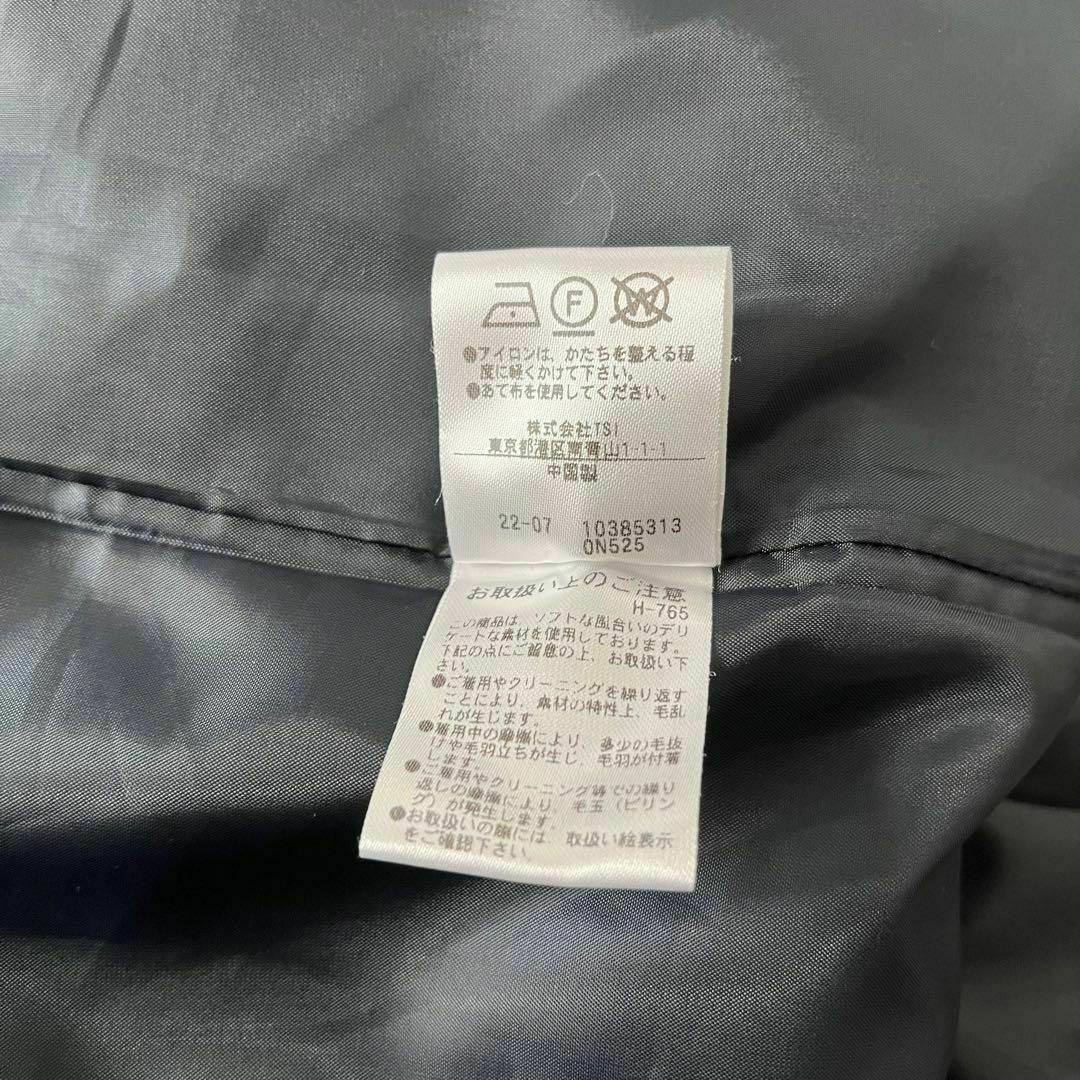 F W
アイロンは、かたちを整える程
度に軽くかけて下さい。
あて布を使用してください。
株式会社TSI
東京都港区南青山1-1-1
中国製
22-07 10385313
0N525
お取扱い上のご注意
H-765
この商品は、ソフトな風合いのデリ
ケートな素材を使用しております。
下記の点にご留意の上、お取扱い下
さい。
ご着用やクリーニングを繰り返す
ことにより、素材の特性上、毛乱
れが生じます。
着用中の摩擦により、多少の毛抜
けや毛羽立ちが生じ、毛羽が付着
します。
ご着用やクリーニング等での繰り
返しの摩擦により、毛玉（ピリン
グ）が発生します。
お取扱いの際には、取扱い絵表示
をご確認下さい。